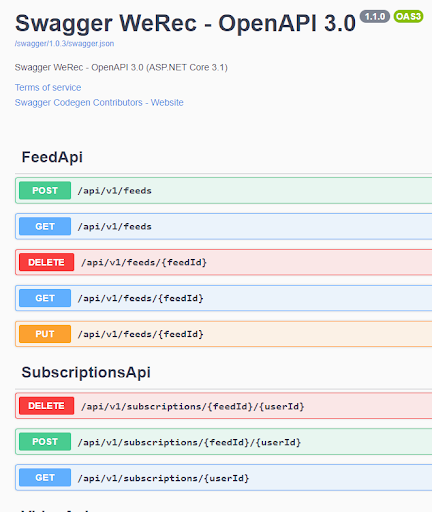 Swagger WeRec - OpenAPI 3.0 1.1.0 OAS3
/swagger/1.0.3/swagger.json
Swagger WeRec - OpenAPI 3.0 (ASP.NET Core 3.1)
Terms of service
Swagger Codegen Contributors - Website
FeedApi
POST /api/v1/feeds
GET /api/v1/feeds
DELETE /api/v1/feeds/{feedId}
GET /api/v1/feeds/{feedId}
PUT /api/v1/feeds/{feedId}
SubscriptionsApi
DELETE /api/v1/subscriptions/{feedId}/{userId}
POST /api/v1/subscriptions/{feedId}/{userId}
GET /api/v1/subscriptions/{userId}